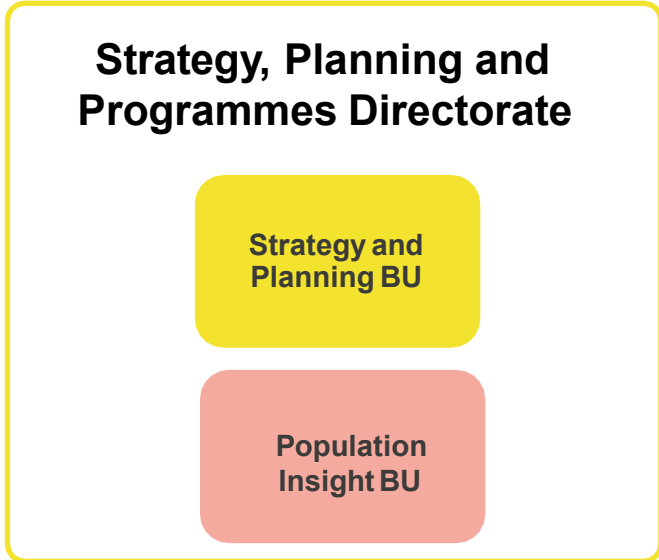 Strategy, Planning and
Programmes Directorate
Strategy and
Planning BU
Population
Insight BU